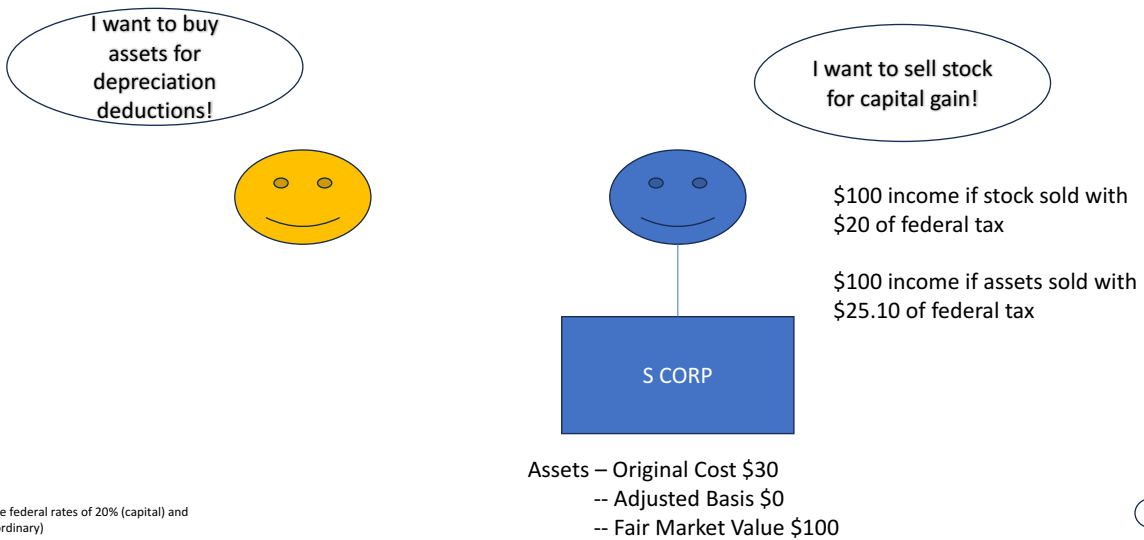 I want to buy
assets for
depreciation
deductions!
I want to sell stock
for capital gain!
$100 income if stock sold with
$20 of federal tax
$100 income if assets sold with
$25.10 of federal tax
S CORP
Assets – Original Cost $30
-- Adjusted Basis $0
-- Fair Market Value $100
federal rates of 20% (capital) and